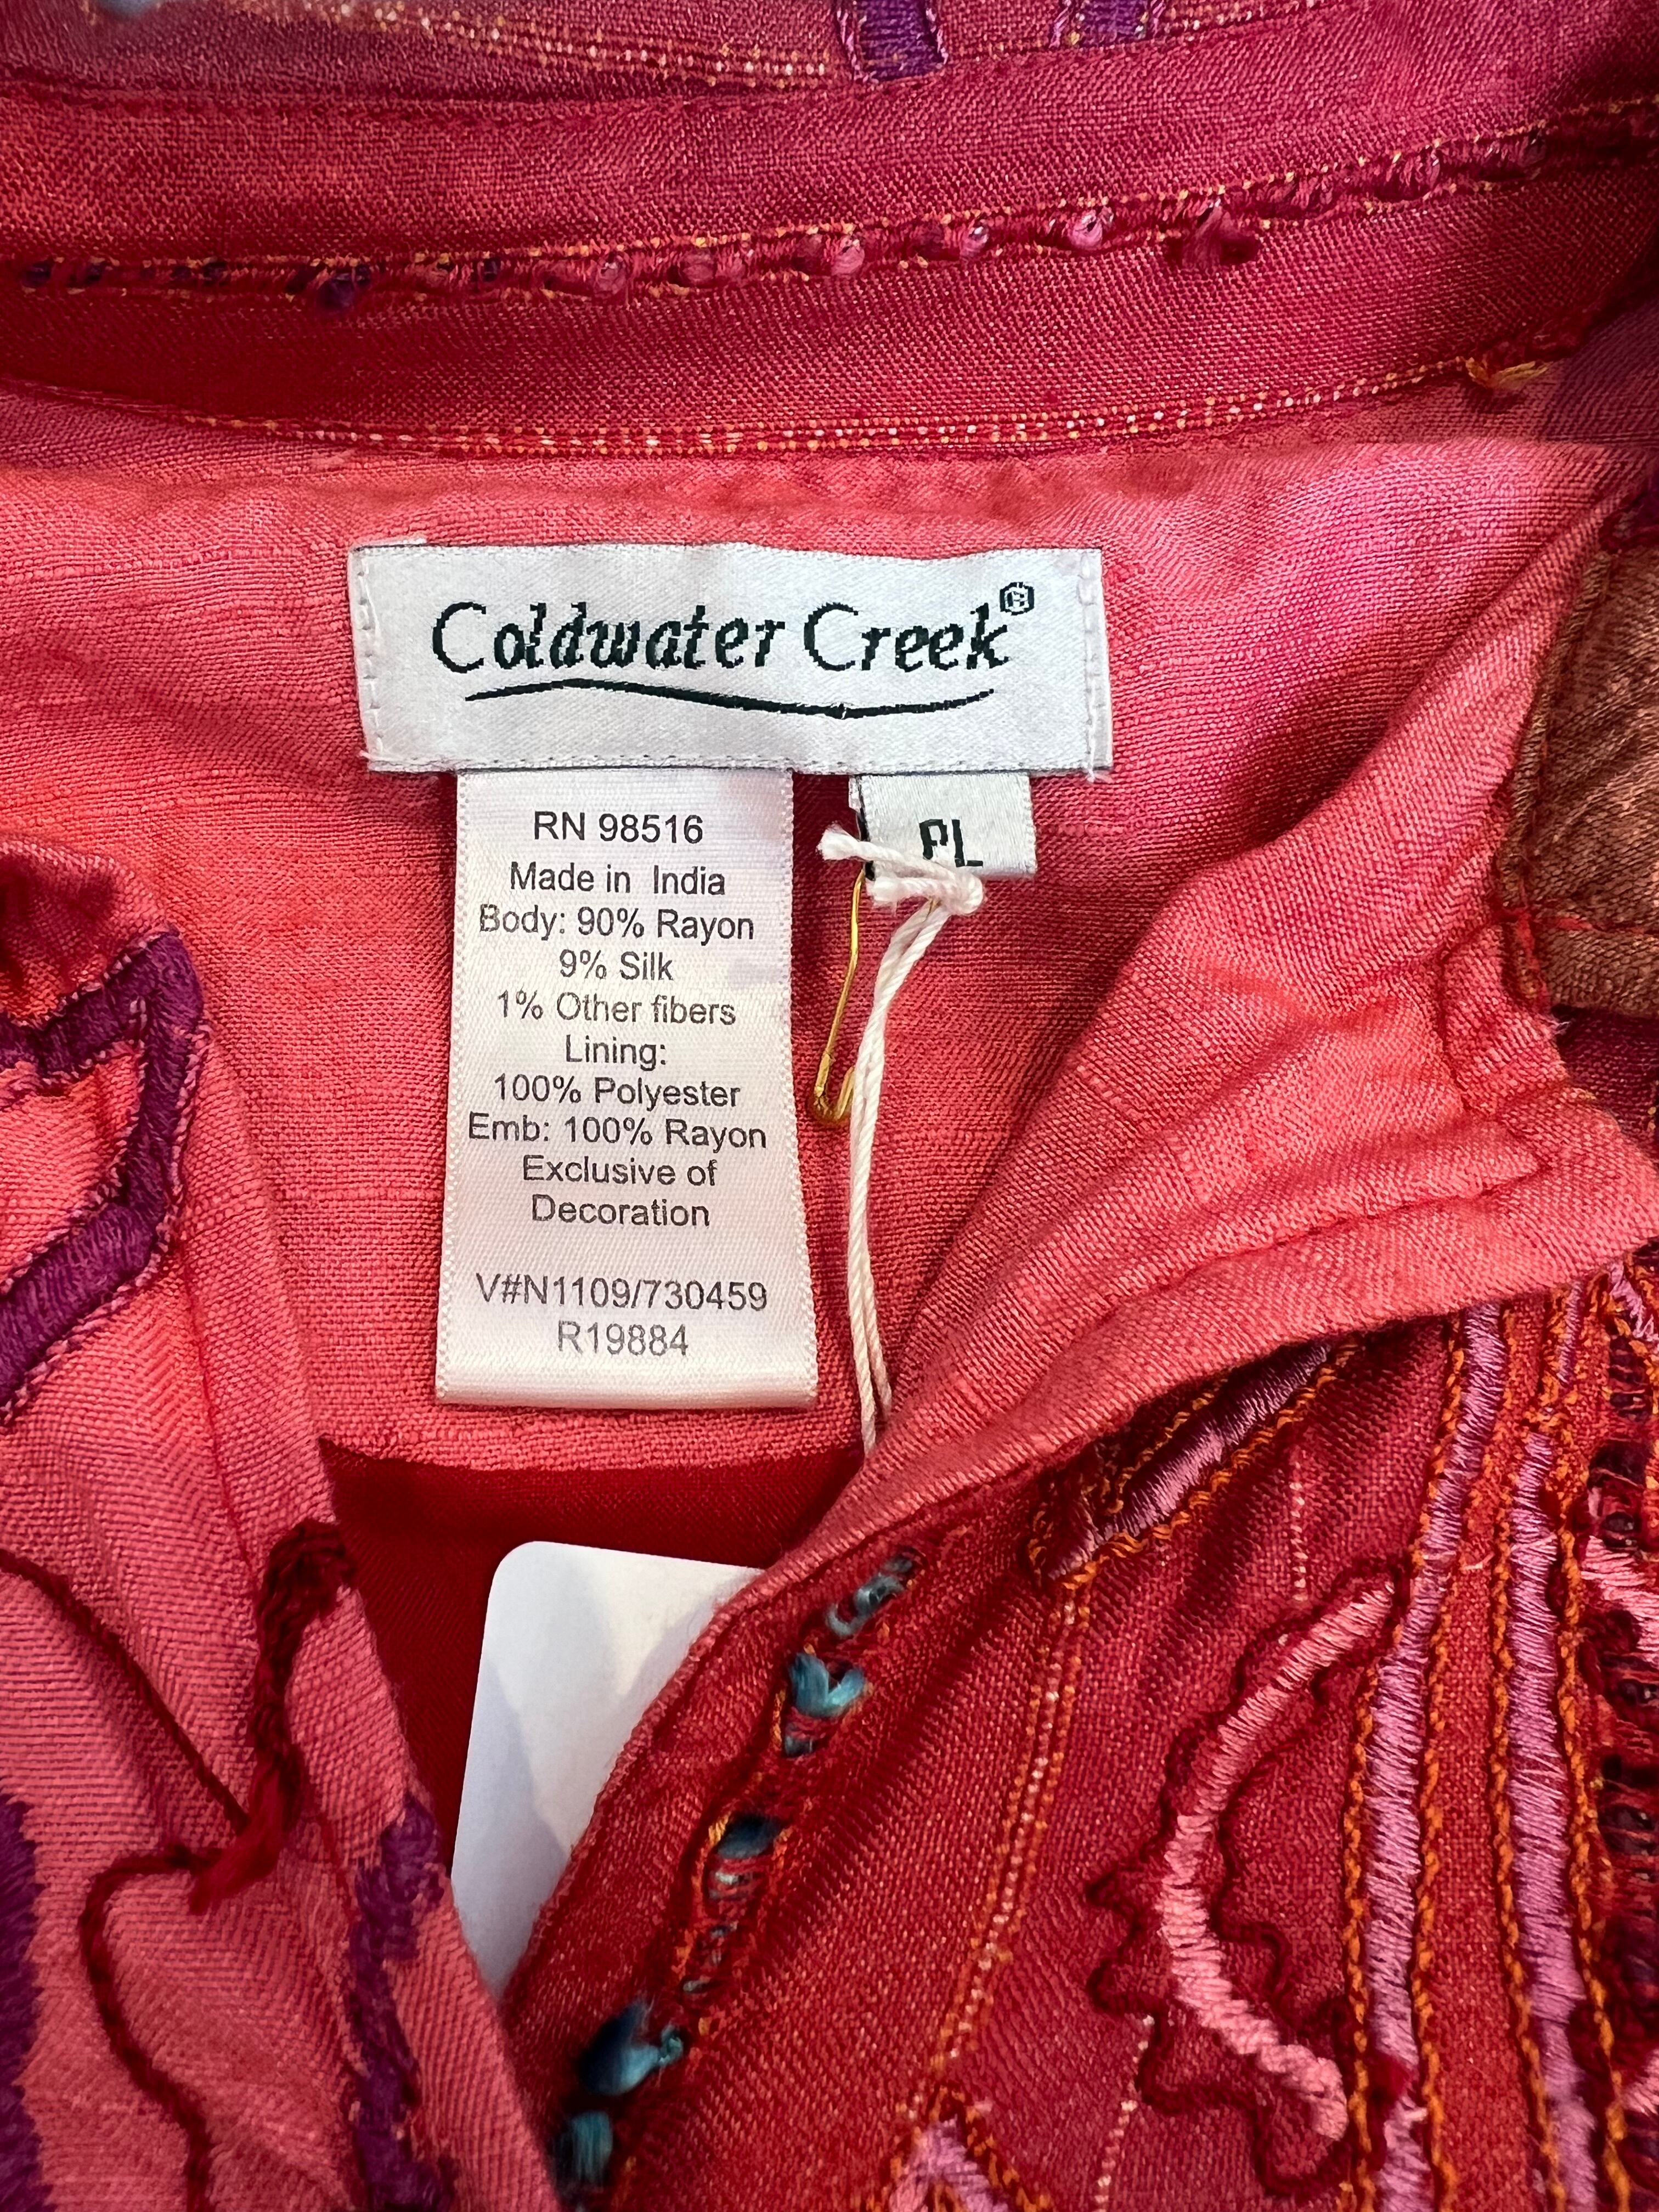 Coldwater Creek®
RN 98516
Made in India
Body: 90% Rayon
9% Silk
1% Other fibers
Lining:
100% Polyester
Emb: 100% Rayon
Exclusive of
Decoration
V#N1109/730459
R19884
PL